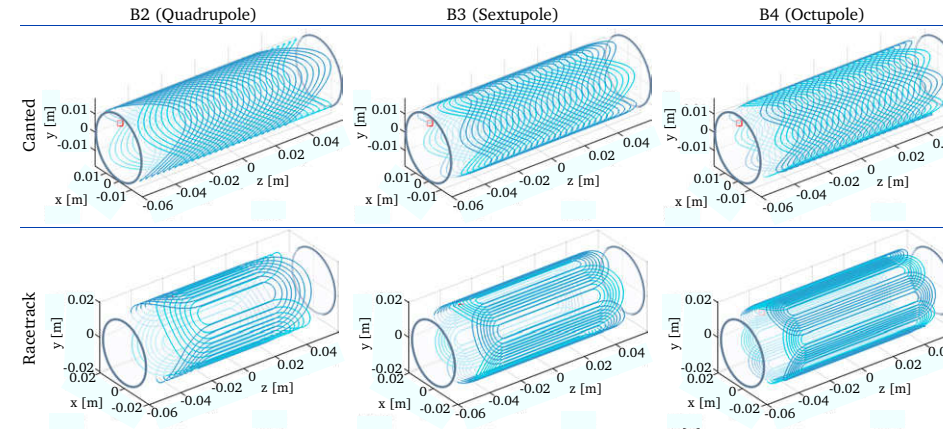 B2 (Quadrupole) B3 (Sextupole) B4 (Octupole)
Canted
y [m] 0.01 0 -0.01
0.01 0 -0.01
x [m] -0.06 -0.04 -0.02 0 0.02 0.04
z [m]
y [m] 0.01 0 -0.01
0.01 0 -0.01
x [m] -0.06 -0.04 -0.02 0 0.02 0.04
z [m]
y [m] 0.01 0 -0.01
0.01 0 -0.01
x [m] -0.06 -0.04 -0.02 0 0.02
z [m]
Racetrack
y [m] 0.02 0 -0.02
0.02 0 -0.02
x [m] -0.06 -0.04 -0.02 0 0.02 0.04
z [m]
y [m] 0.02 0 -0.02
0.02 0 -0.02
x [m] -0.06 -0.04 -0.02 0 0.02 0.04
z [m]
y [m] 0.02 0 -0.02
0.02 0 -0.02
x [m] -0.06 -0.04 -0.02 0 0.02
z [m]